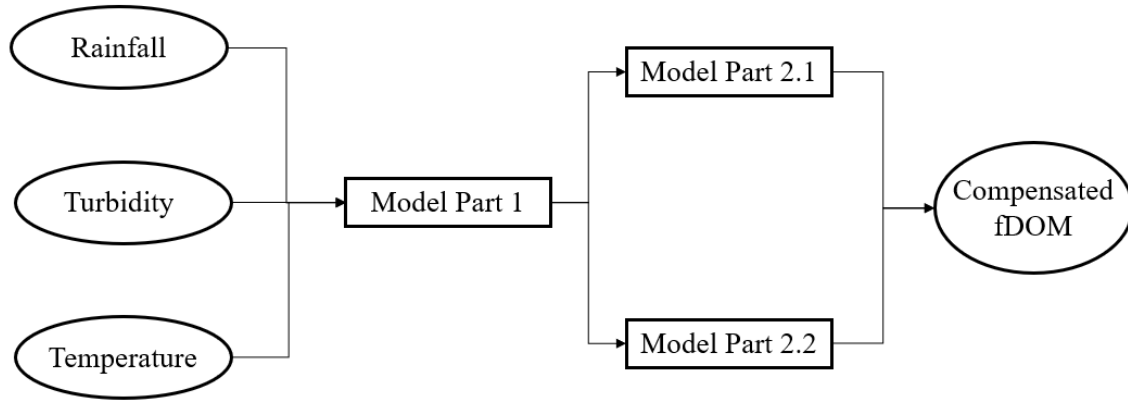 Rainfall
Turbidity
Temperature
Model Part 1
Model Part 2.1
Model Part 2.2
Compensated
fDOM